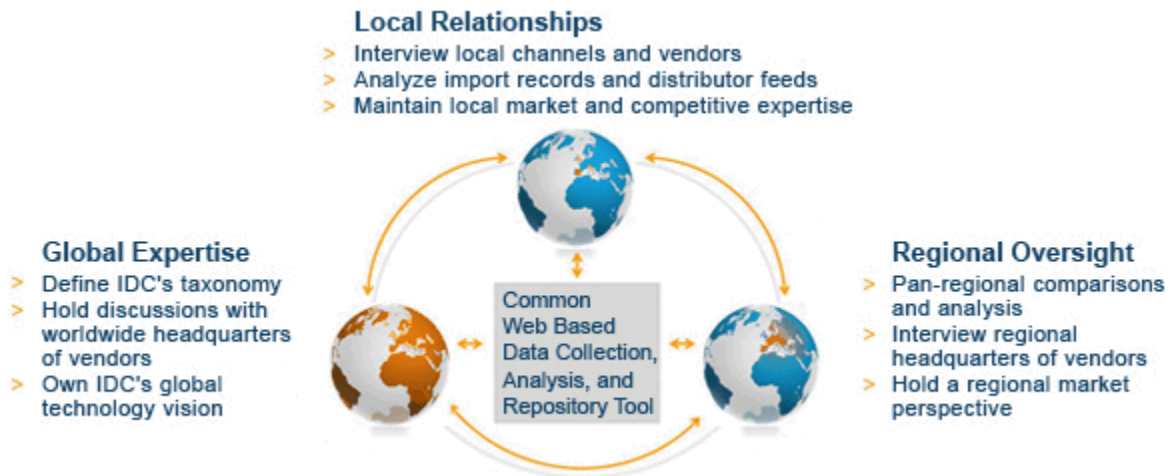 Local Relationships
> Interview local channels and vendors
> Analyze import records and distributor feeds
> Maintain local market and competitive expertise
Global Expertise
> Define IDC's taxonomy
> Hold discussions with
worldwide headquarters
of vendors
> Own IDC's global
technology vision
Common
Web Based
Data Collection,
Analysis, and
Repository Tool
Regional Oversight
> Pan-regional comparisons
and analysis
> Interview regional
headquarters of vendors
> Hold a regional market
perspective